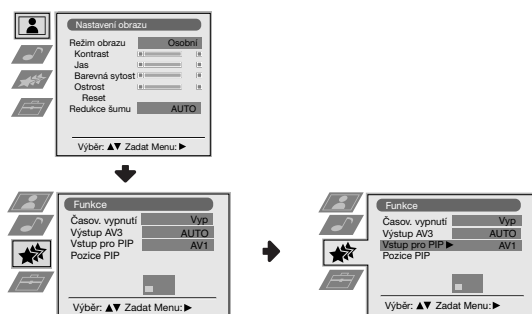 Nastavení obrazu
Režim obrazu Osobní
Kontrast
Jas
Barevná sytost
Ostrost
Reset
Redukce šumu AUTO
Výběr: ▲▼ Zadat Menu: ▶
Funkce
Časov. vypnutí Vyp
Výstup AV3 AUTO
Vstup pro PIP AV1
Pozice PIP
Výběr: ▲▼ Zadat Menu: ▶
Funkce
Časov. vypnutí Vyp
Výstup AV3 AUTO
Vstup pro PIP ▶ AV1
Pozice PIP
Výběr: ▲▼ Zadat Menu: ▶